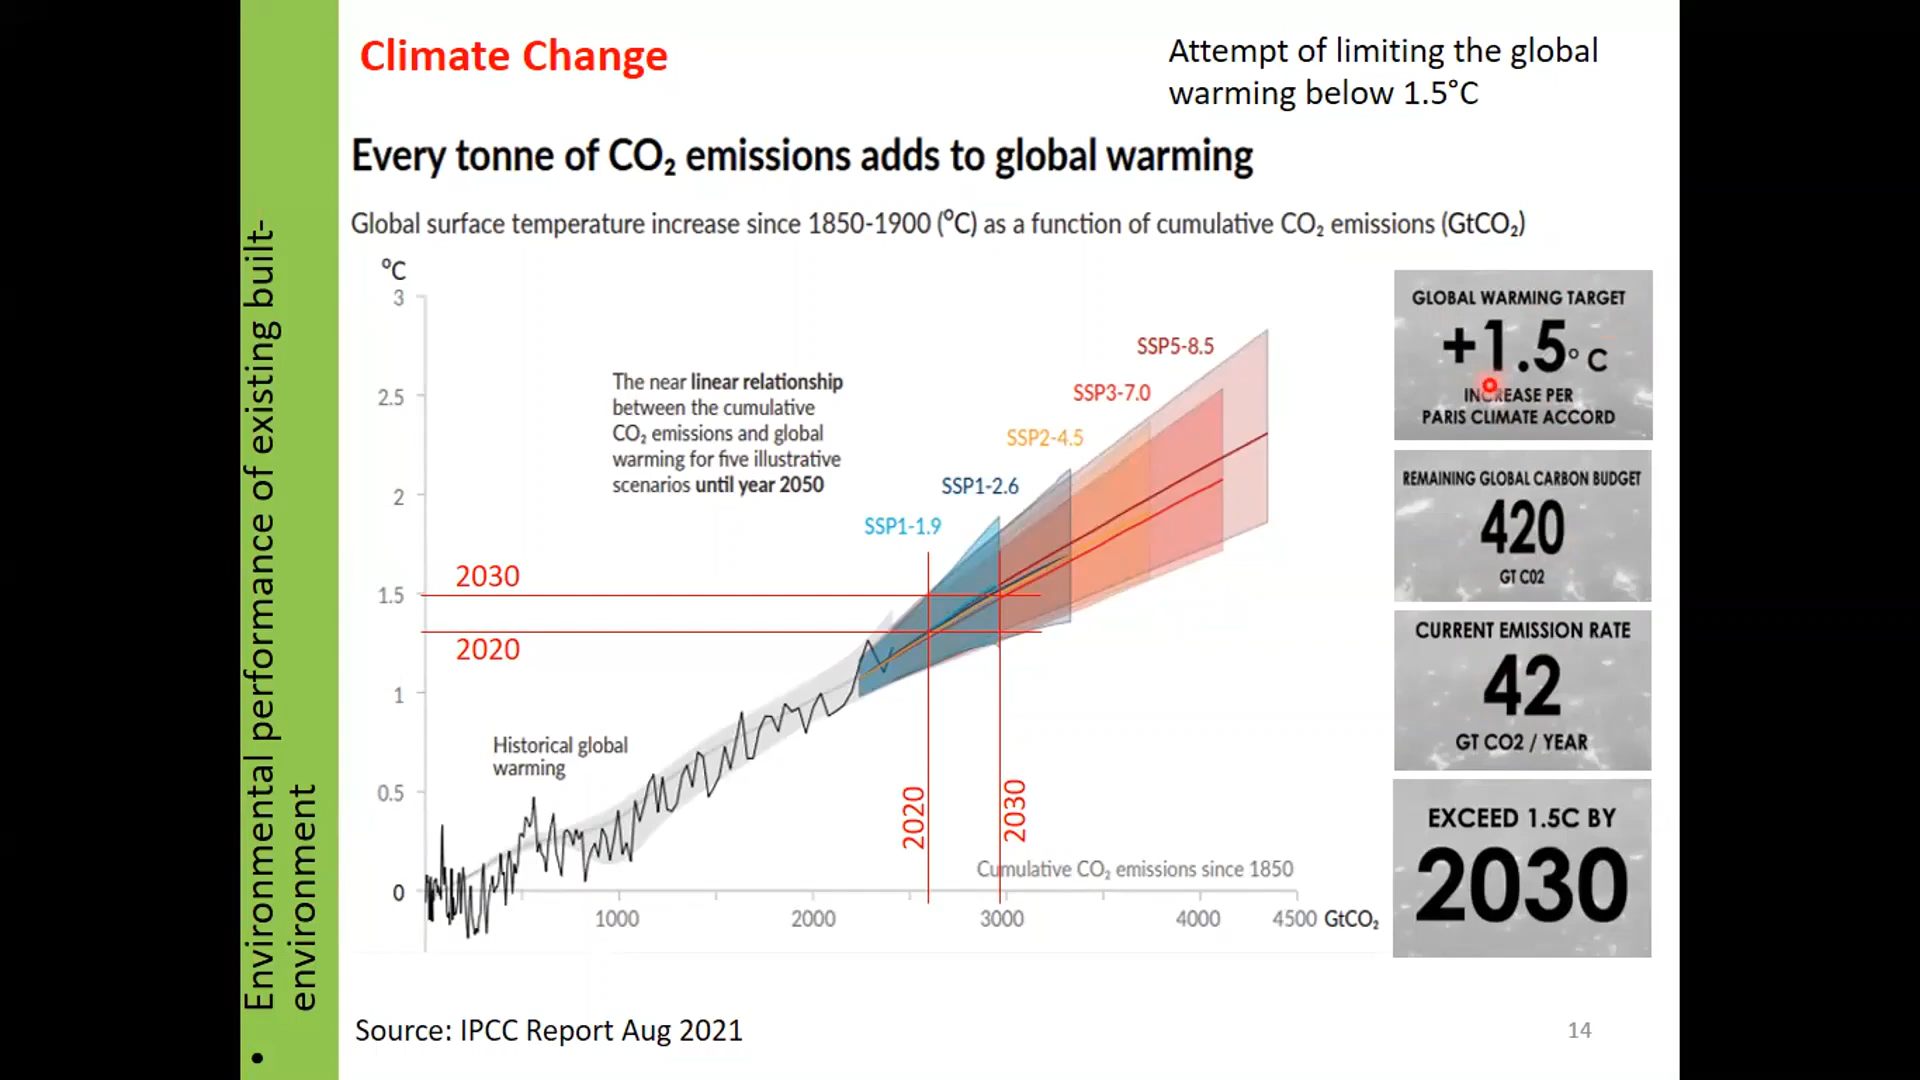 Climate Change
Attempt of limiting the global
warming below 1.5°C
Every tonne of CO₂ emissions adds to global warming
Global surface temperature increase since 1850-1900 (°C) as a function of cumulative CO₂ emissions (GtCO₂)
°C
3
2.5
2
1.5
1
0.5
0
The near linear relationship
between the cumulative
CO₂ emissions and global
warming for five illustrative
scenarios until year 2050
SSP5-8.5
SSP3-7.0
SSP2-4.5
SSP1-2.6
SSP1-1.9
2030
2020
Historical global
warming
2020
2030
Cumulative CO₂ emissions since 1850
1000
2000
3000
4000
4500 GtCO₂
GLOBAL WARMING TARGET
+1.5° C
INCREASE PER
PARIS CLIMATE ACCORD
REMAINING GLOBAL CARBON BUDGET
420
GT CO2
CURRENT EMISSION RATE
42
GT CO2 / YEAR
EXCEED 1.5C BY
2030
• Environmental performance of existing built-
environment
Source: IPCC Report Aug 2021
14